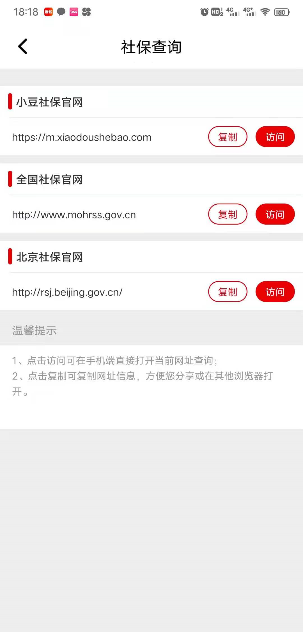 18:18
社保查询
小豆社保官网
https://m.xiaodoushebao.com
复制
访问
全国社保官网
http://www.mohrss.gov.cn
复制
访问
北京社保官网
http://rsj.beijing.gov.cn/
复制
访问
温馨提示
1、点击访问可在手机端直接打开当前网址查询；
2、点击复制可复制网址信息，方便您分享或在其他浏览器打
开。